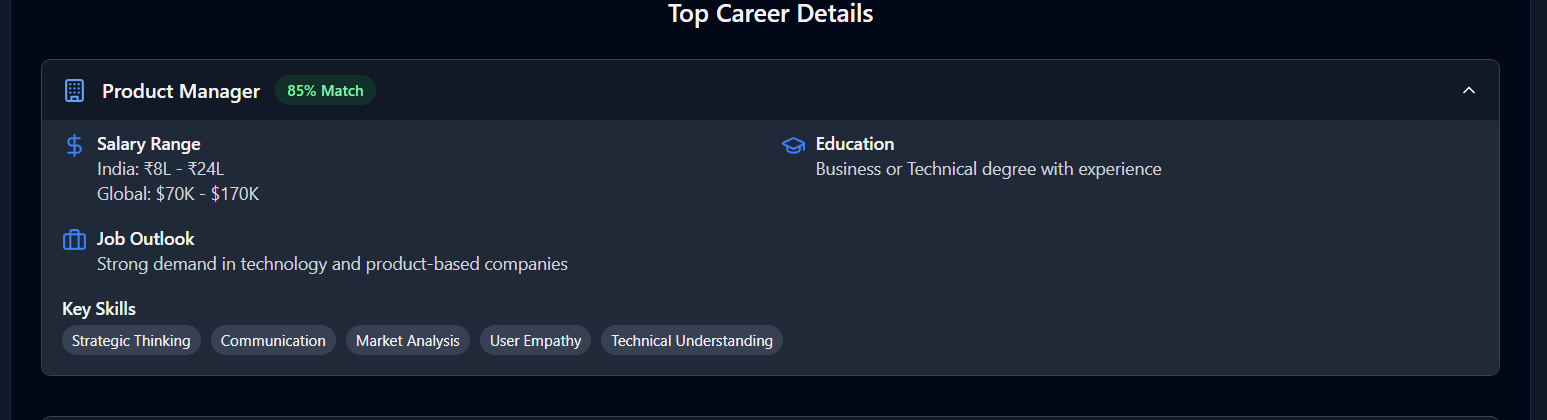 Top Career Details
Product Manager
85% Match
Salary Range
India: ₹8L - ₹24L
Global: $70K - $170K
Education
Business or Technical degree with experience
Job Outlook
Strong demand in technology and product-based companies
Key Skills
Strategic Thinking
Communication
Market Analysis
User Empathy
Technical Understanding